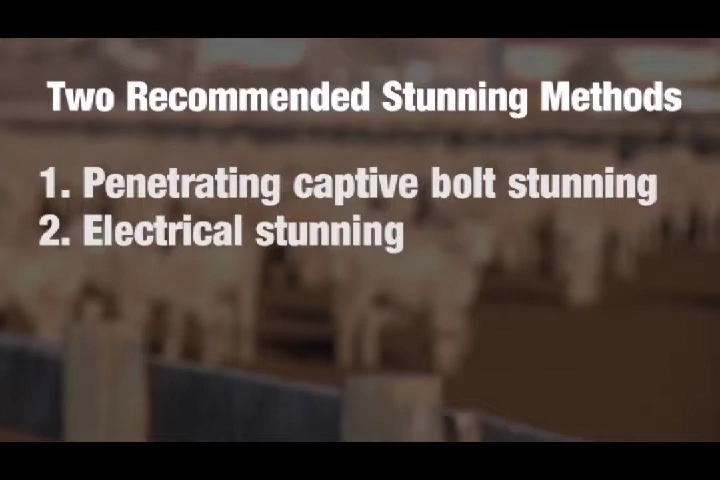 Two Recommended Stunning Methods
1. Penetrating captive bolt stunning
2. Electrical stunning